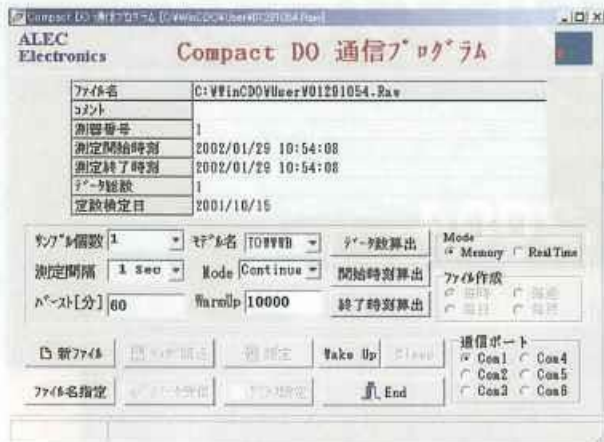 Compact DO 通信プログラム [C:\WinCDO\User\01291054.Raw]
ALEC
Electronics
Compact DO 通信プログラム
ファイル名 C:\WinCDO\User\01291054.Raw
コメント
測器番号 1
測定開始時刻 2002/01/29 10:54:08
測定終了時刻 2002/01/29 10:54:08
データ総数 1
定数検定日 2001/10/15
サンプル個数 1 モデル名 データ数算出
測定間隔 1 Sec Mode Continue 開始時刻算出
バースト[分] 60 WarmUp 10000 終了時刻算出
Mode
Memory Real Time
ファイル作成
通信ポート
Com1 Com4
Com2 Com5
Com3 Com6
新ファイル Wake Up
ファイル名指定 End